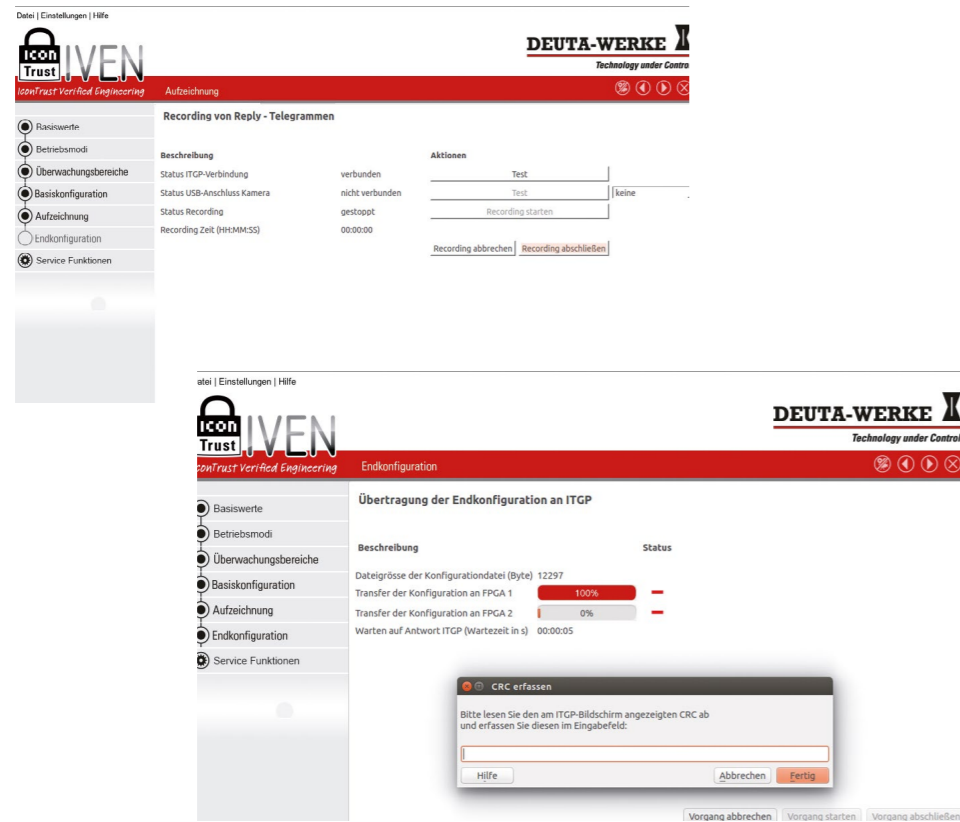 Datei | Einstellungen | Hilfe
Icon
Trust
IVEN
DEUTA-WERKE
Technology under Contro
IconTrust Verified Engineering
Aufzeichnung
Basiswerte
Betriebsmodi
Überwachungsbereiche
Basiskonfiguration
Aufzeichnung
Endkonfiguration
Service Funktionen
Recording von Reply - Telegrammen
Beschreibung Aktionen
Status ITGP-Verbindung verbunden Test
Status USB-Anschluss Kamera nicht verbunden Test keine
Status Recording gestoppt Recording starten
Recording Zeit (HH:MM:SS) 00:00:00
Recording abbrechen Recording abschließen
atei | Einstellungen | Hilfe
Icon
Trust
IVEN
DEUTA-WERKE
Technology under Control
conTrust Verified Engineering
Endkonfiguration
Basiswerte
Betriebsmodi
Überwachungsbereiche
Basiskonfiguration
Aufzeichnung
Endkonfiguration
Service Funktionen
Übertragung der Endkonfiguration an ITGP
Beschreibung Status
Dateigrösse der Konfigurationdatei (Byte) 12297
Transfer der Konfiguration an FPGA 1 100%
Transfer der Konfiguration an FPGA 2 0%
Warten auf Antwort ITGP (Wartezeit in s) 00:00:05
CRC erfassen
Bitte lesen Sie den am ITGP-Bildschirm angezeigten CRC ab
und erfassen Sie diesen im Eingabefeld:
Hilfe Abbrechen Fertig
Vorgang abbrechen Vorgang starten Vorgang abschließen